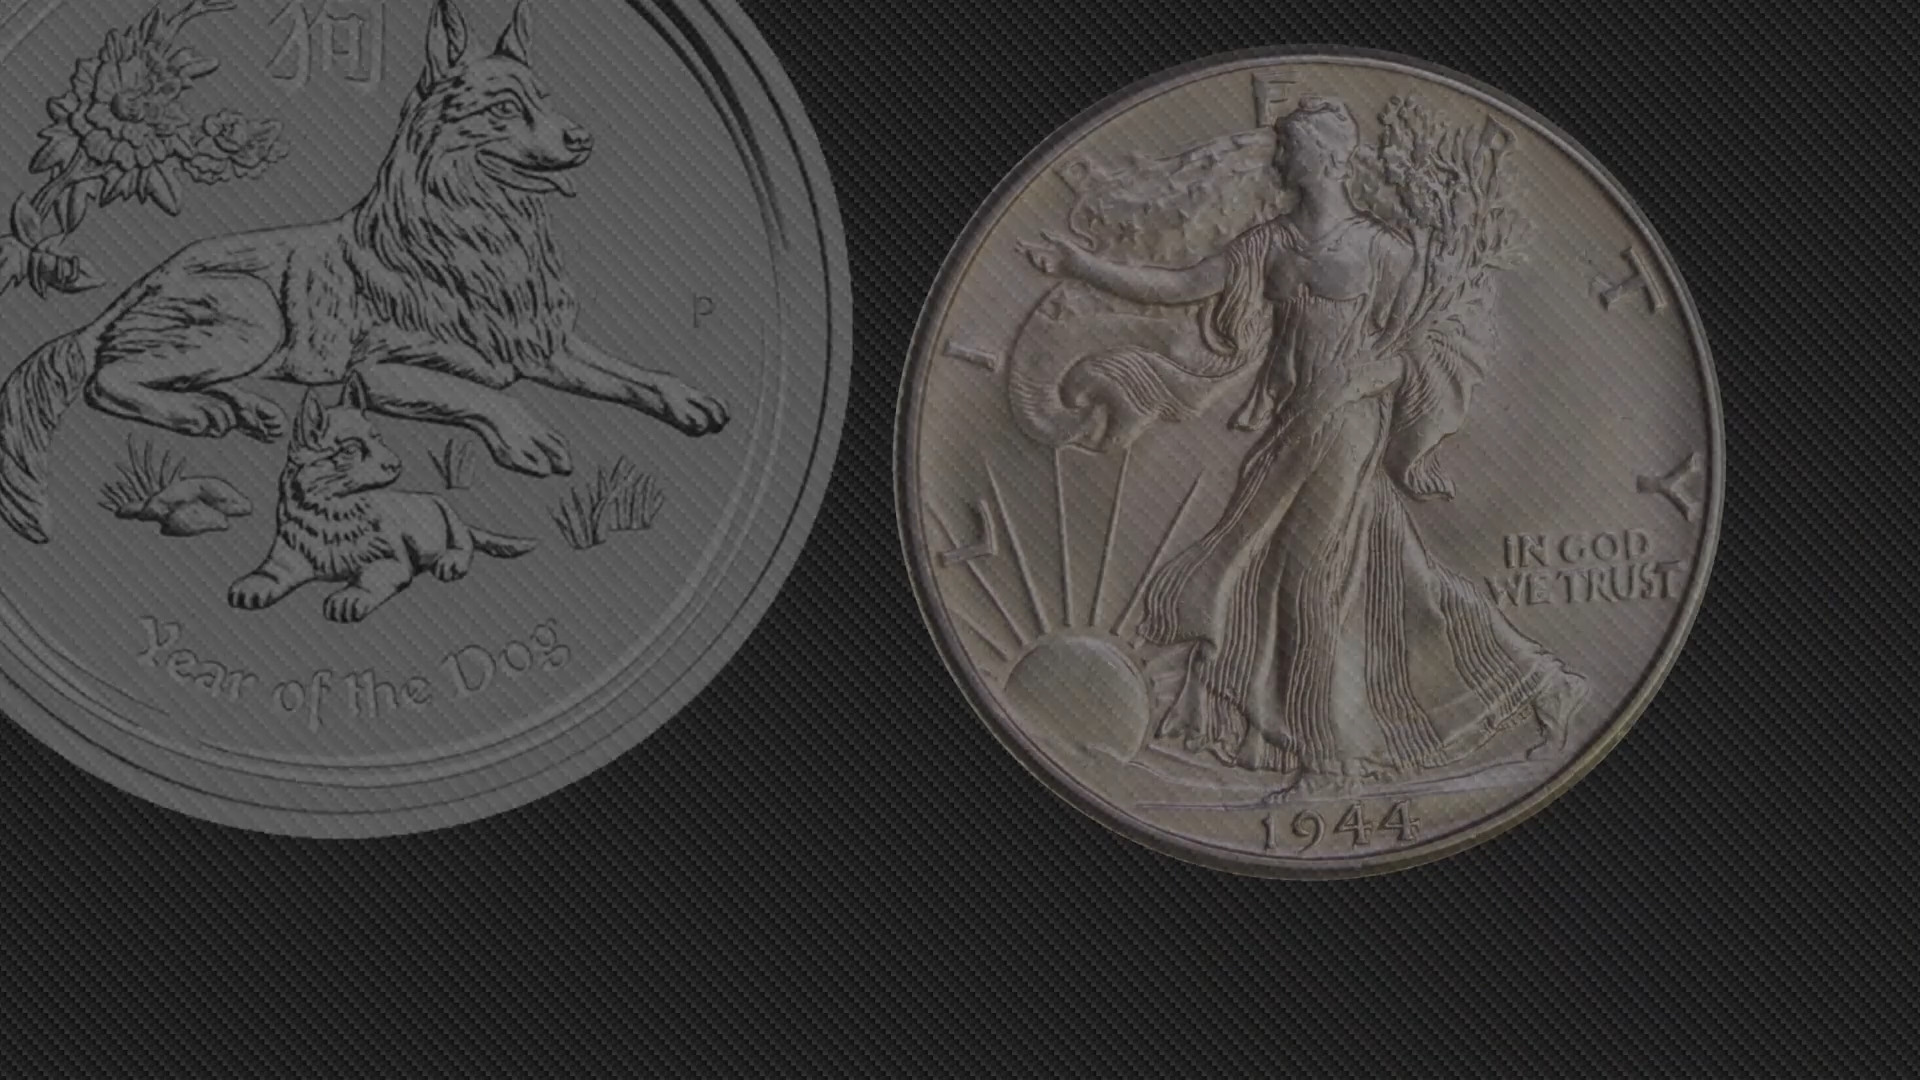 狗
P
Year of the Dog
LIBERTY
IN GOD
WE TRUST
1944